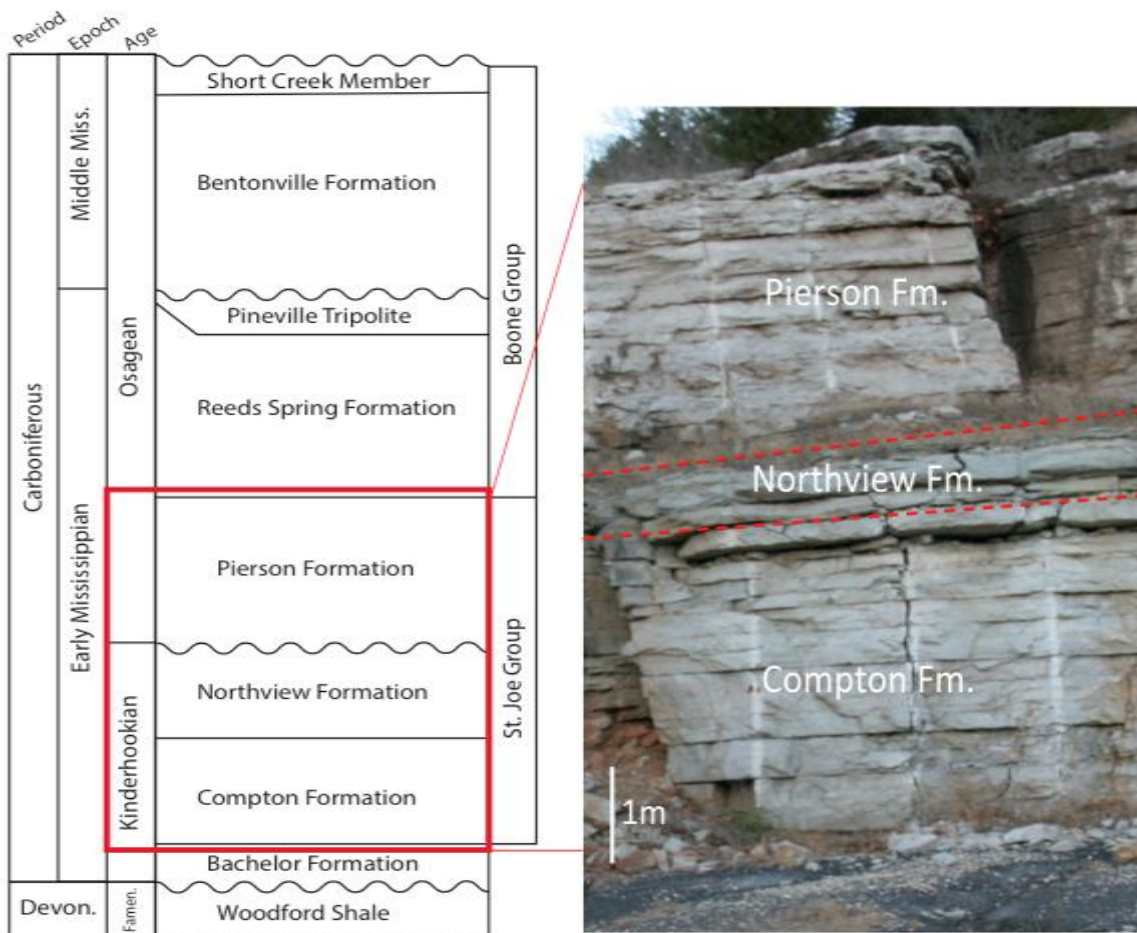 Period
Epoch
Age
Short Creek Member
Bentonville Formation
Pineville Tripolite
Reeds Spring Formation
Pierson Formation
Northview Formation
Compton Formation
Bachelor Formation
Woodford Shale
Carboniferous
Devon.
Middle Miss.
Early Mississippian
Osagean
Kinderhookian
Famen.
Boone Group
St. Joe Group
Pierson Fm.
Northview Fm.
Compton Fm.
1m